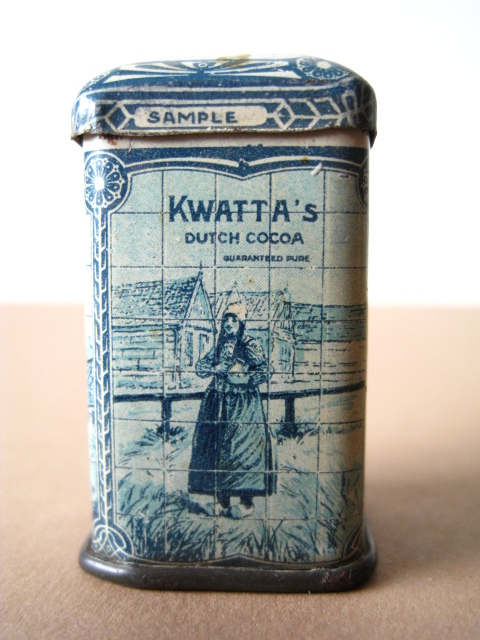 SAMPLE
KWATTA's
DUTCH COCOA
GUARANTEED PURE